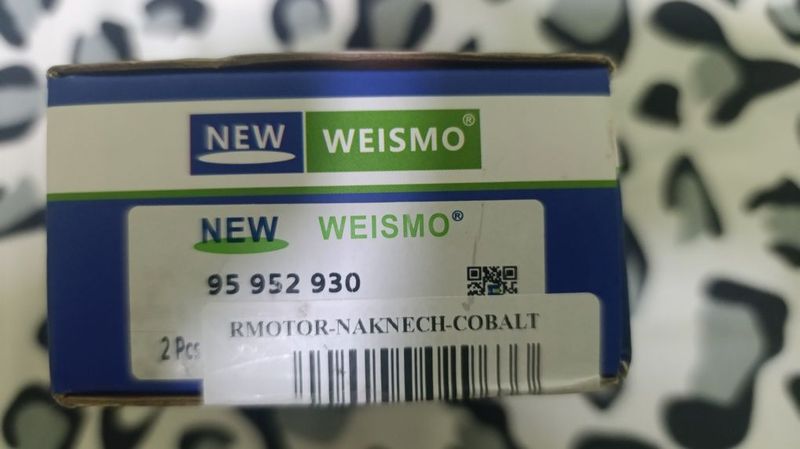 NEW WEISMO®
NEW WEISMO®
95 952 930
2 Pcs
RMOTOR-NAKNECH-COBALT